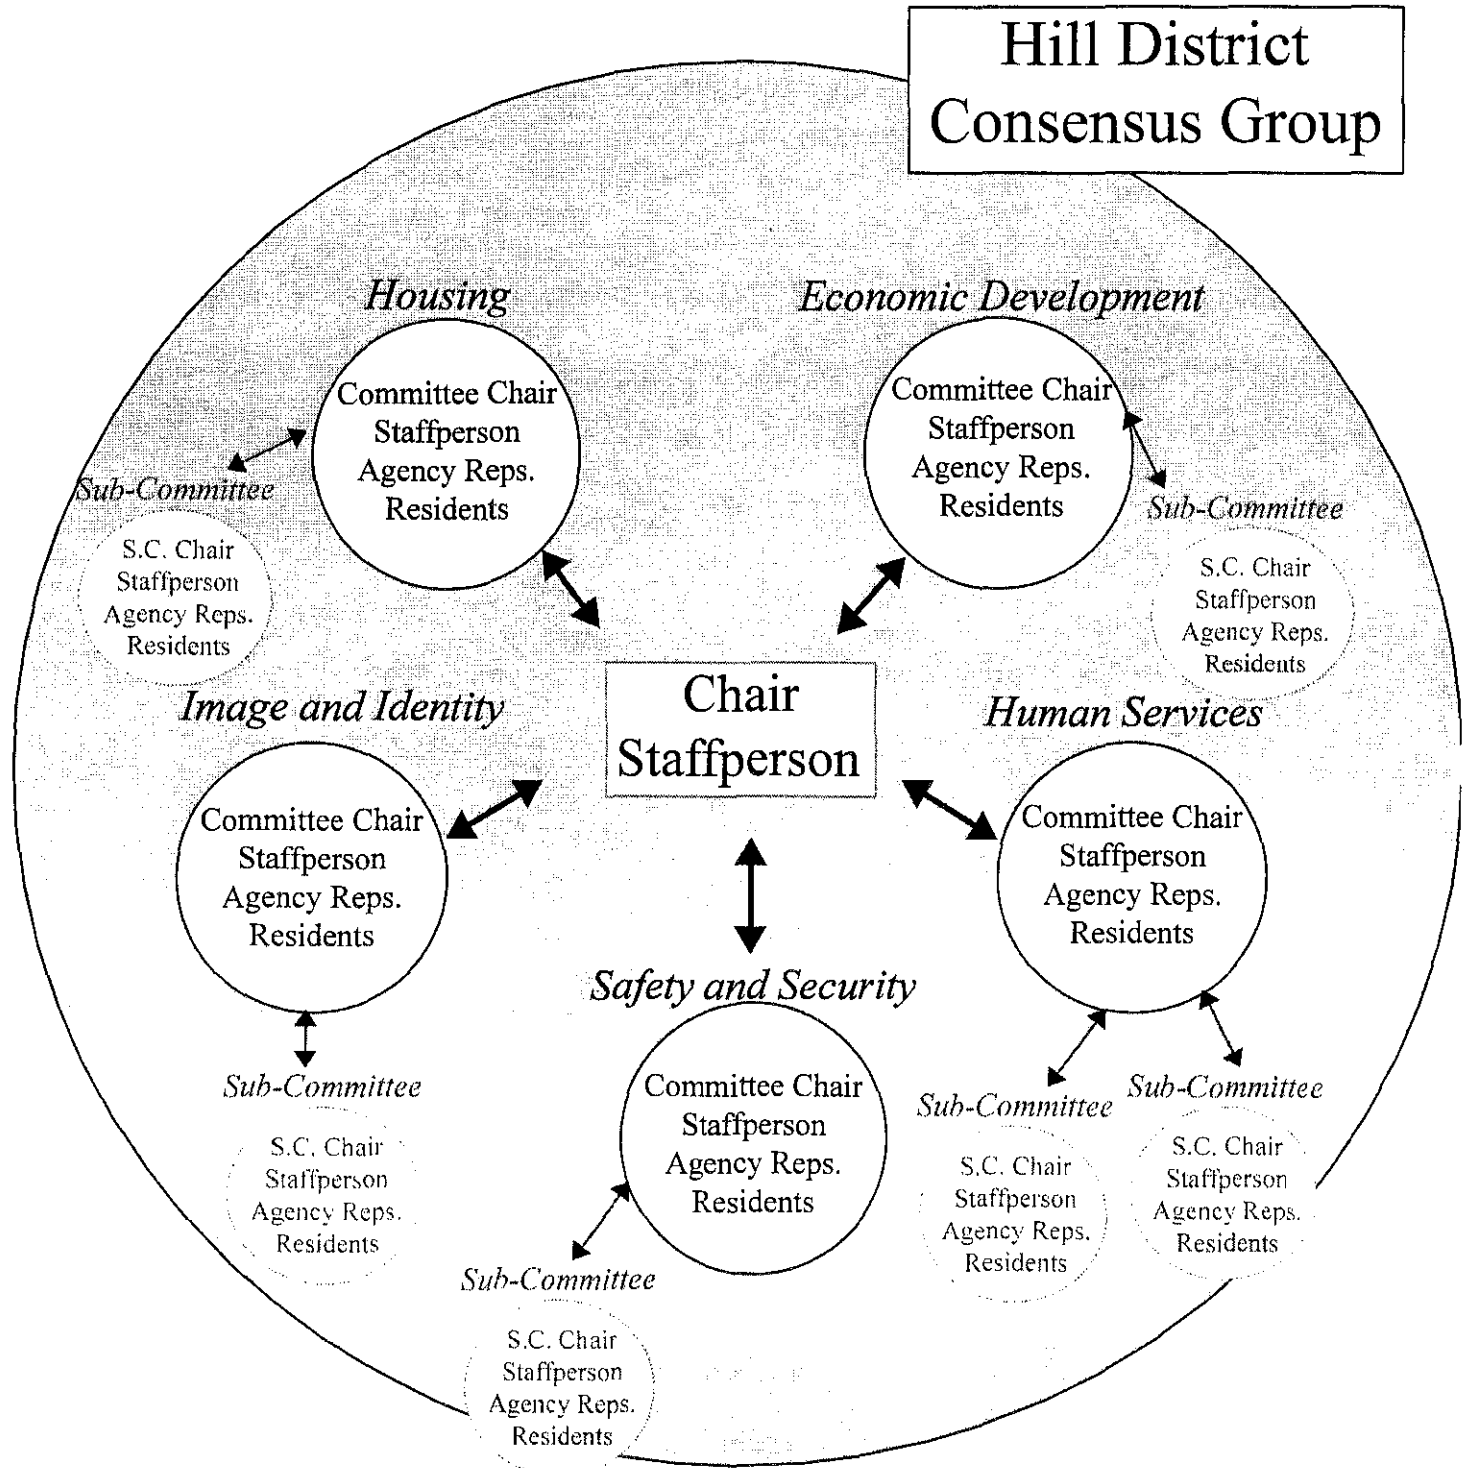 Hill District
Consensus Group
Housing
Committee Chair
Staffperson
Agency Reps.
Residents
Economic Development
Committee Chair
Staffperson
Agency Reps.
Residents
Sub-Committee
S.C. Chair
Staffperson
Agency Reps.
Residents
Sub-Committee
S.C. Chair
Staffperson
Agency Reps.
Residents
Chair
Staffperson
Image and Identity
Committee Chair
Staffperson
Agency Reps.
Residents
Human Services
Committee Chair
Staffperson
Agency Reps.
Residents
Safety and Security
Committee Chair
Staffperson
Agency Reps.
Residents
Sub-Committee
S.C. Chair
Staffperson
Agency Reps.
Residents
Sub-Committee
S.C. Chair
Staffperson
Agency Reps.
Residents
Sub-Committee
S.C. Chair
Staffperson
Agency Reps.
Residents
Sub-Committee
S.C. Chair
Staffperson
Agency Reps.
Residents